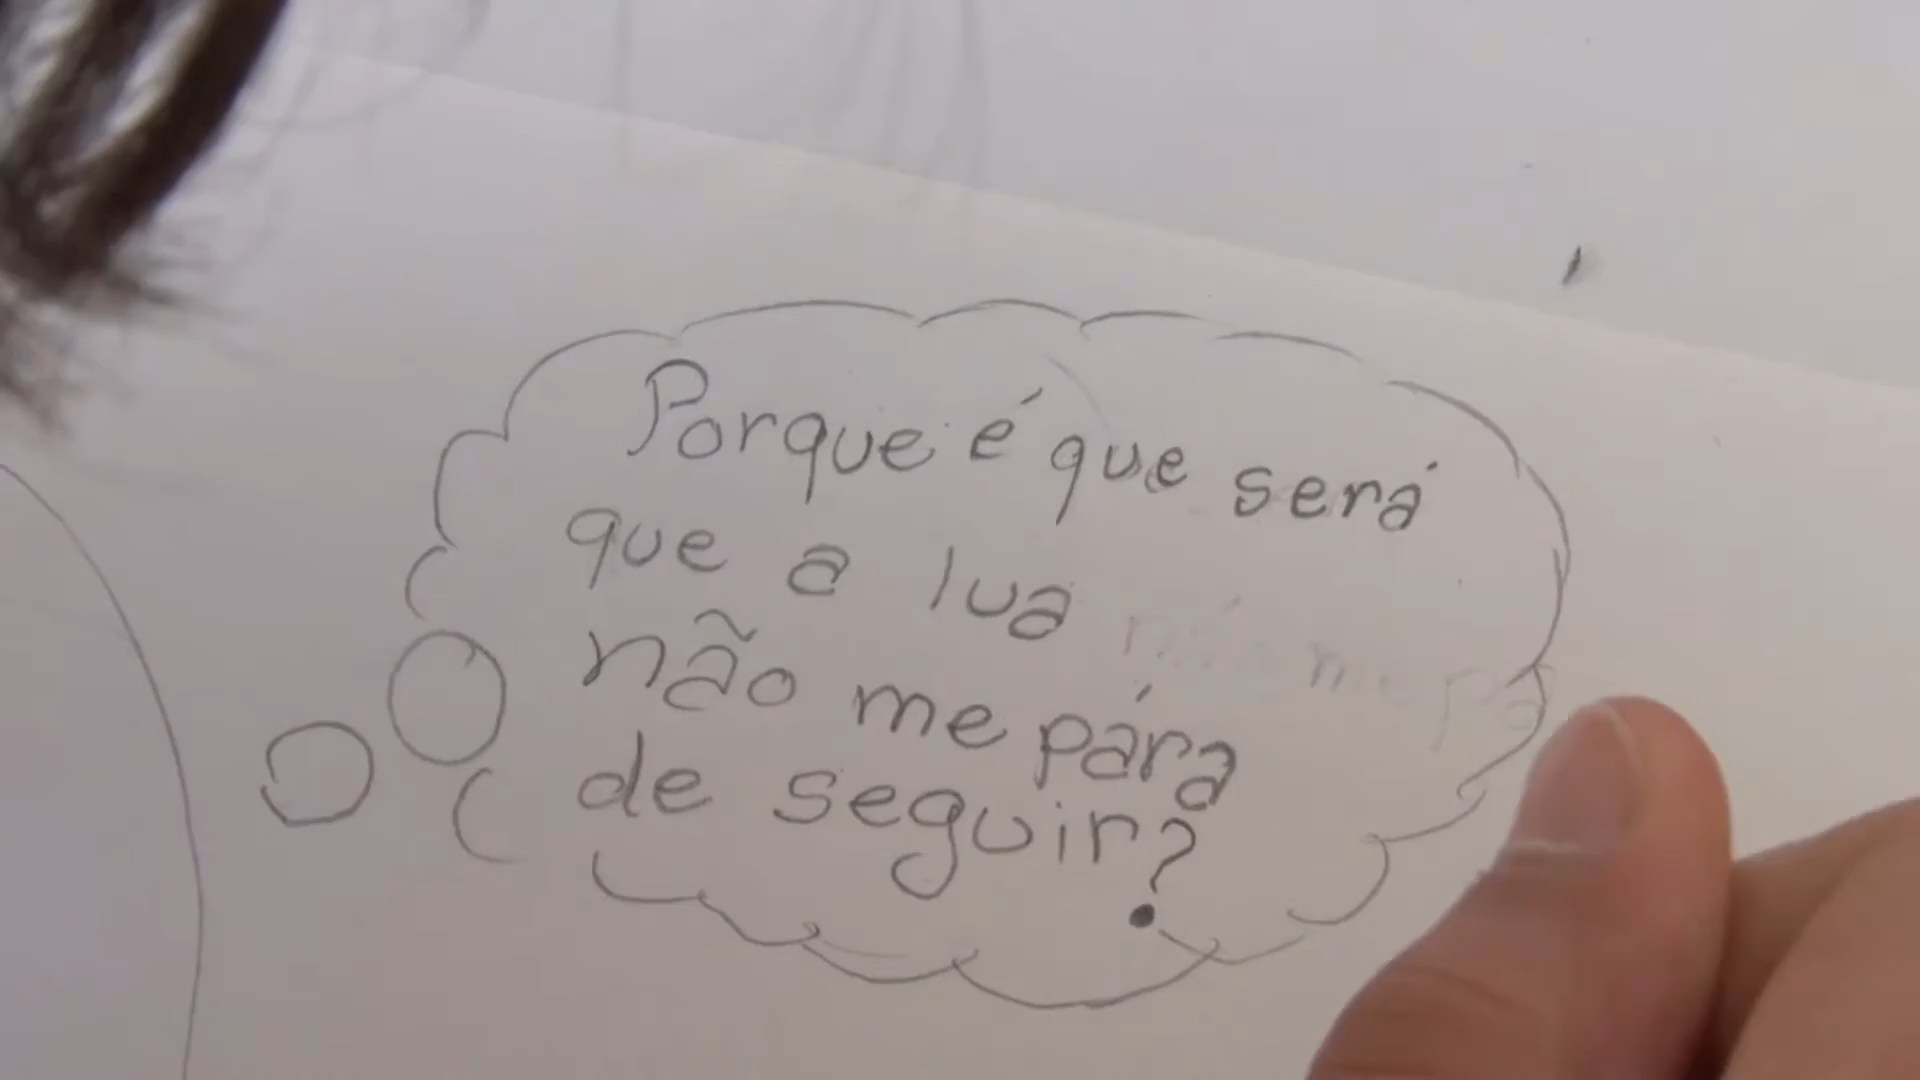 Porque é que será
que a lua
não me pára
de seguir?